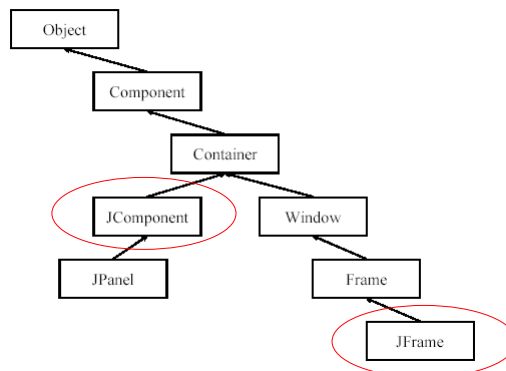 Object
Component
Container
JComponent
Window
JPanel
Frame
JFrame